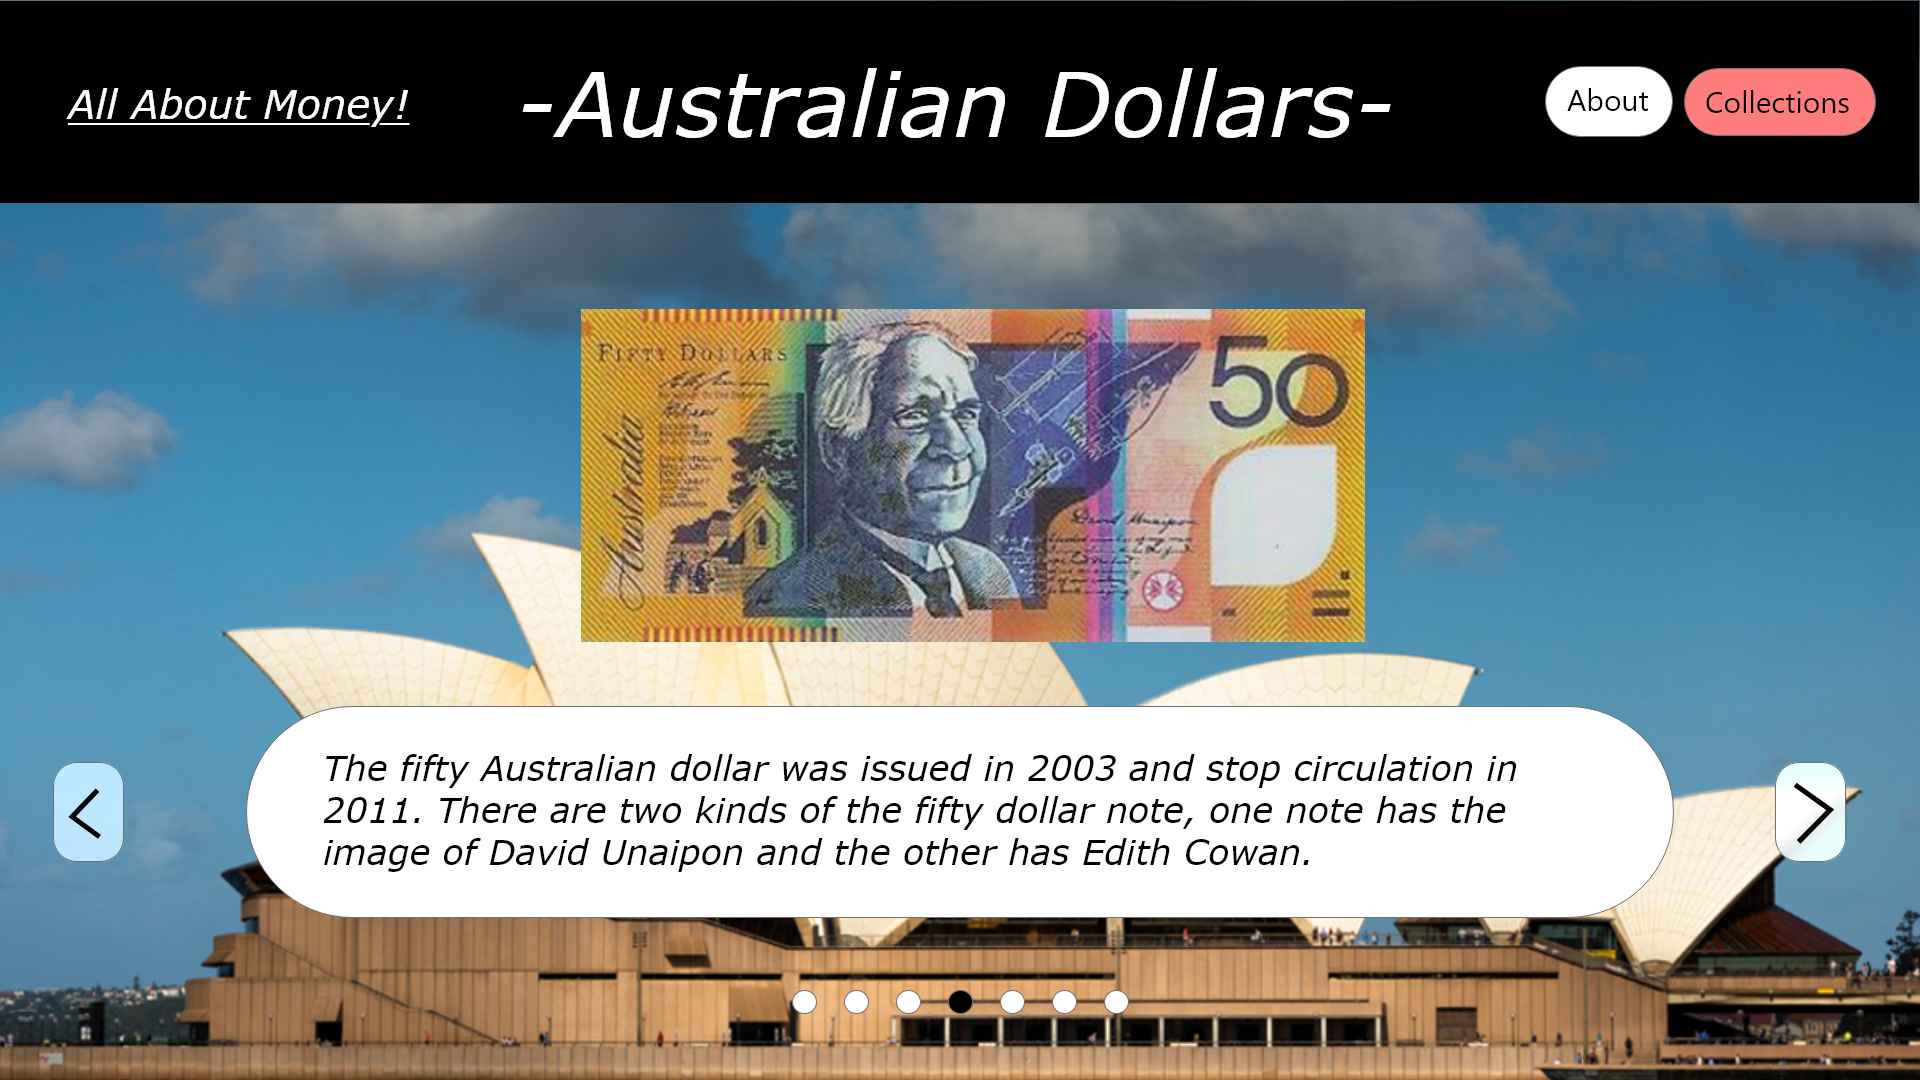 All About Money!
-Australian Dollars-
About
Collections
FIFTY DOLLARS
50
Australia
David Unaipon
The fifty Australian dollar was issued in 2003 and stop circulation in
2011. There are two kinds of the fifty dollar note, one note has the
image of David Unaipon and the other has Edith Cowan.